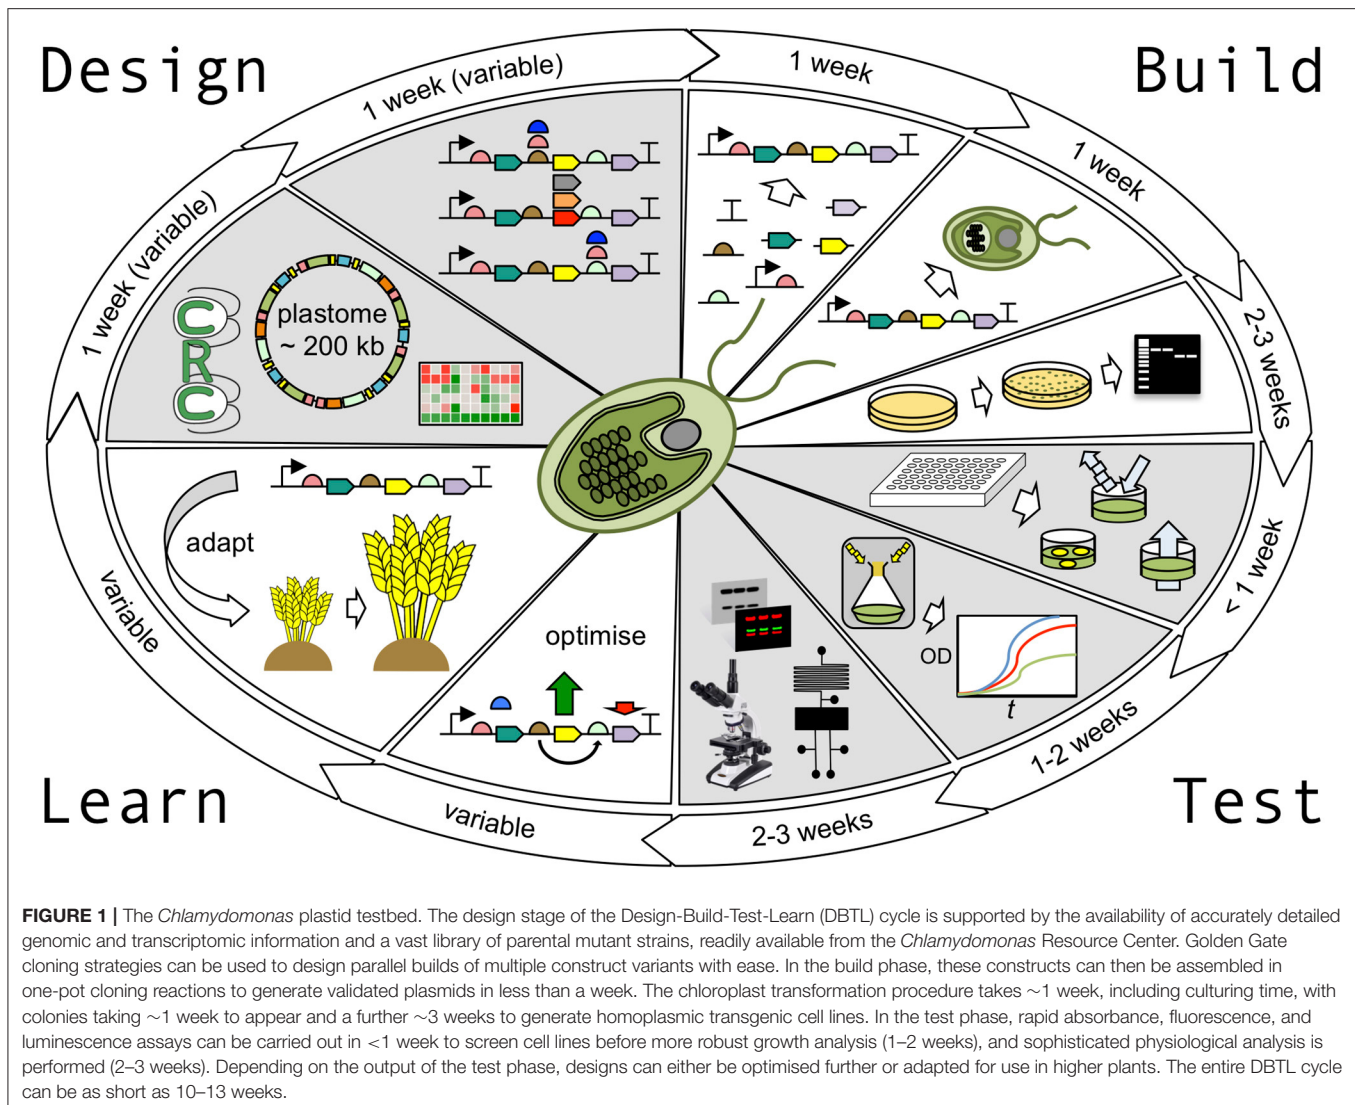 Design
Build
1 week (variable)
1 week
1 week
1 week (variable)
2-3 weeks
C
R
C
plastome
~ 200 kb
adapt
optimise
OD
t
< 1 week
1-2 weeks
2-3 weeks
variable
variable
Learn
Test
FIGURE 1 | The Chlamydomonas plastid testbed. The design stage of the Design-Build-Test-Learn (DBTL) cycle is supported by the availability of accurately detailed
genomic and transcriptomic information and a vast library of parental mutant strains, readily available from the Chlamydomonas Resource Center. Golden Gate
cloning strategies can be used to design parallel builds of multiple construct variants with ease. In the build phase, these constructs can then be assembled in
one-pot cloning reactions to generate validated plasmids in less than a week. The chloroplast transformation procedure takes ∼1 week, including culturing time, with
colonies taking ∼1 week to appear and a further ∼3 weeks to generate homoplasmic transgenic cell lines. In the test phase, rapid absorbance, fluorescence, and
luminescence assays can be carried out in <1 week to screen cell lines before more robust growth analysis (1–2 weeks), and sophisticated physiological analysis is
performed (2–3 weeks). Depending on the output of the test phase, designs can either be optimised further or adapted for use in higher plants. The entire DBTL cycle
can be as short as 10–13 weeks.